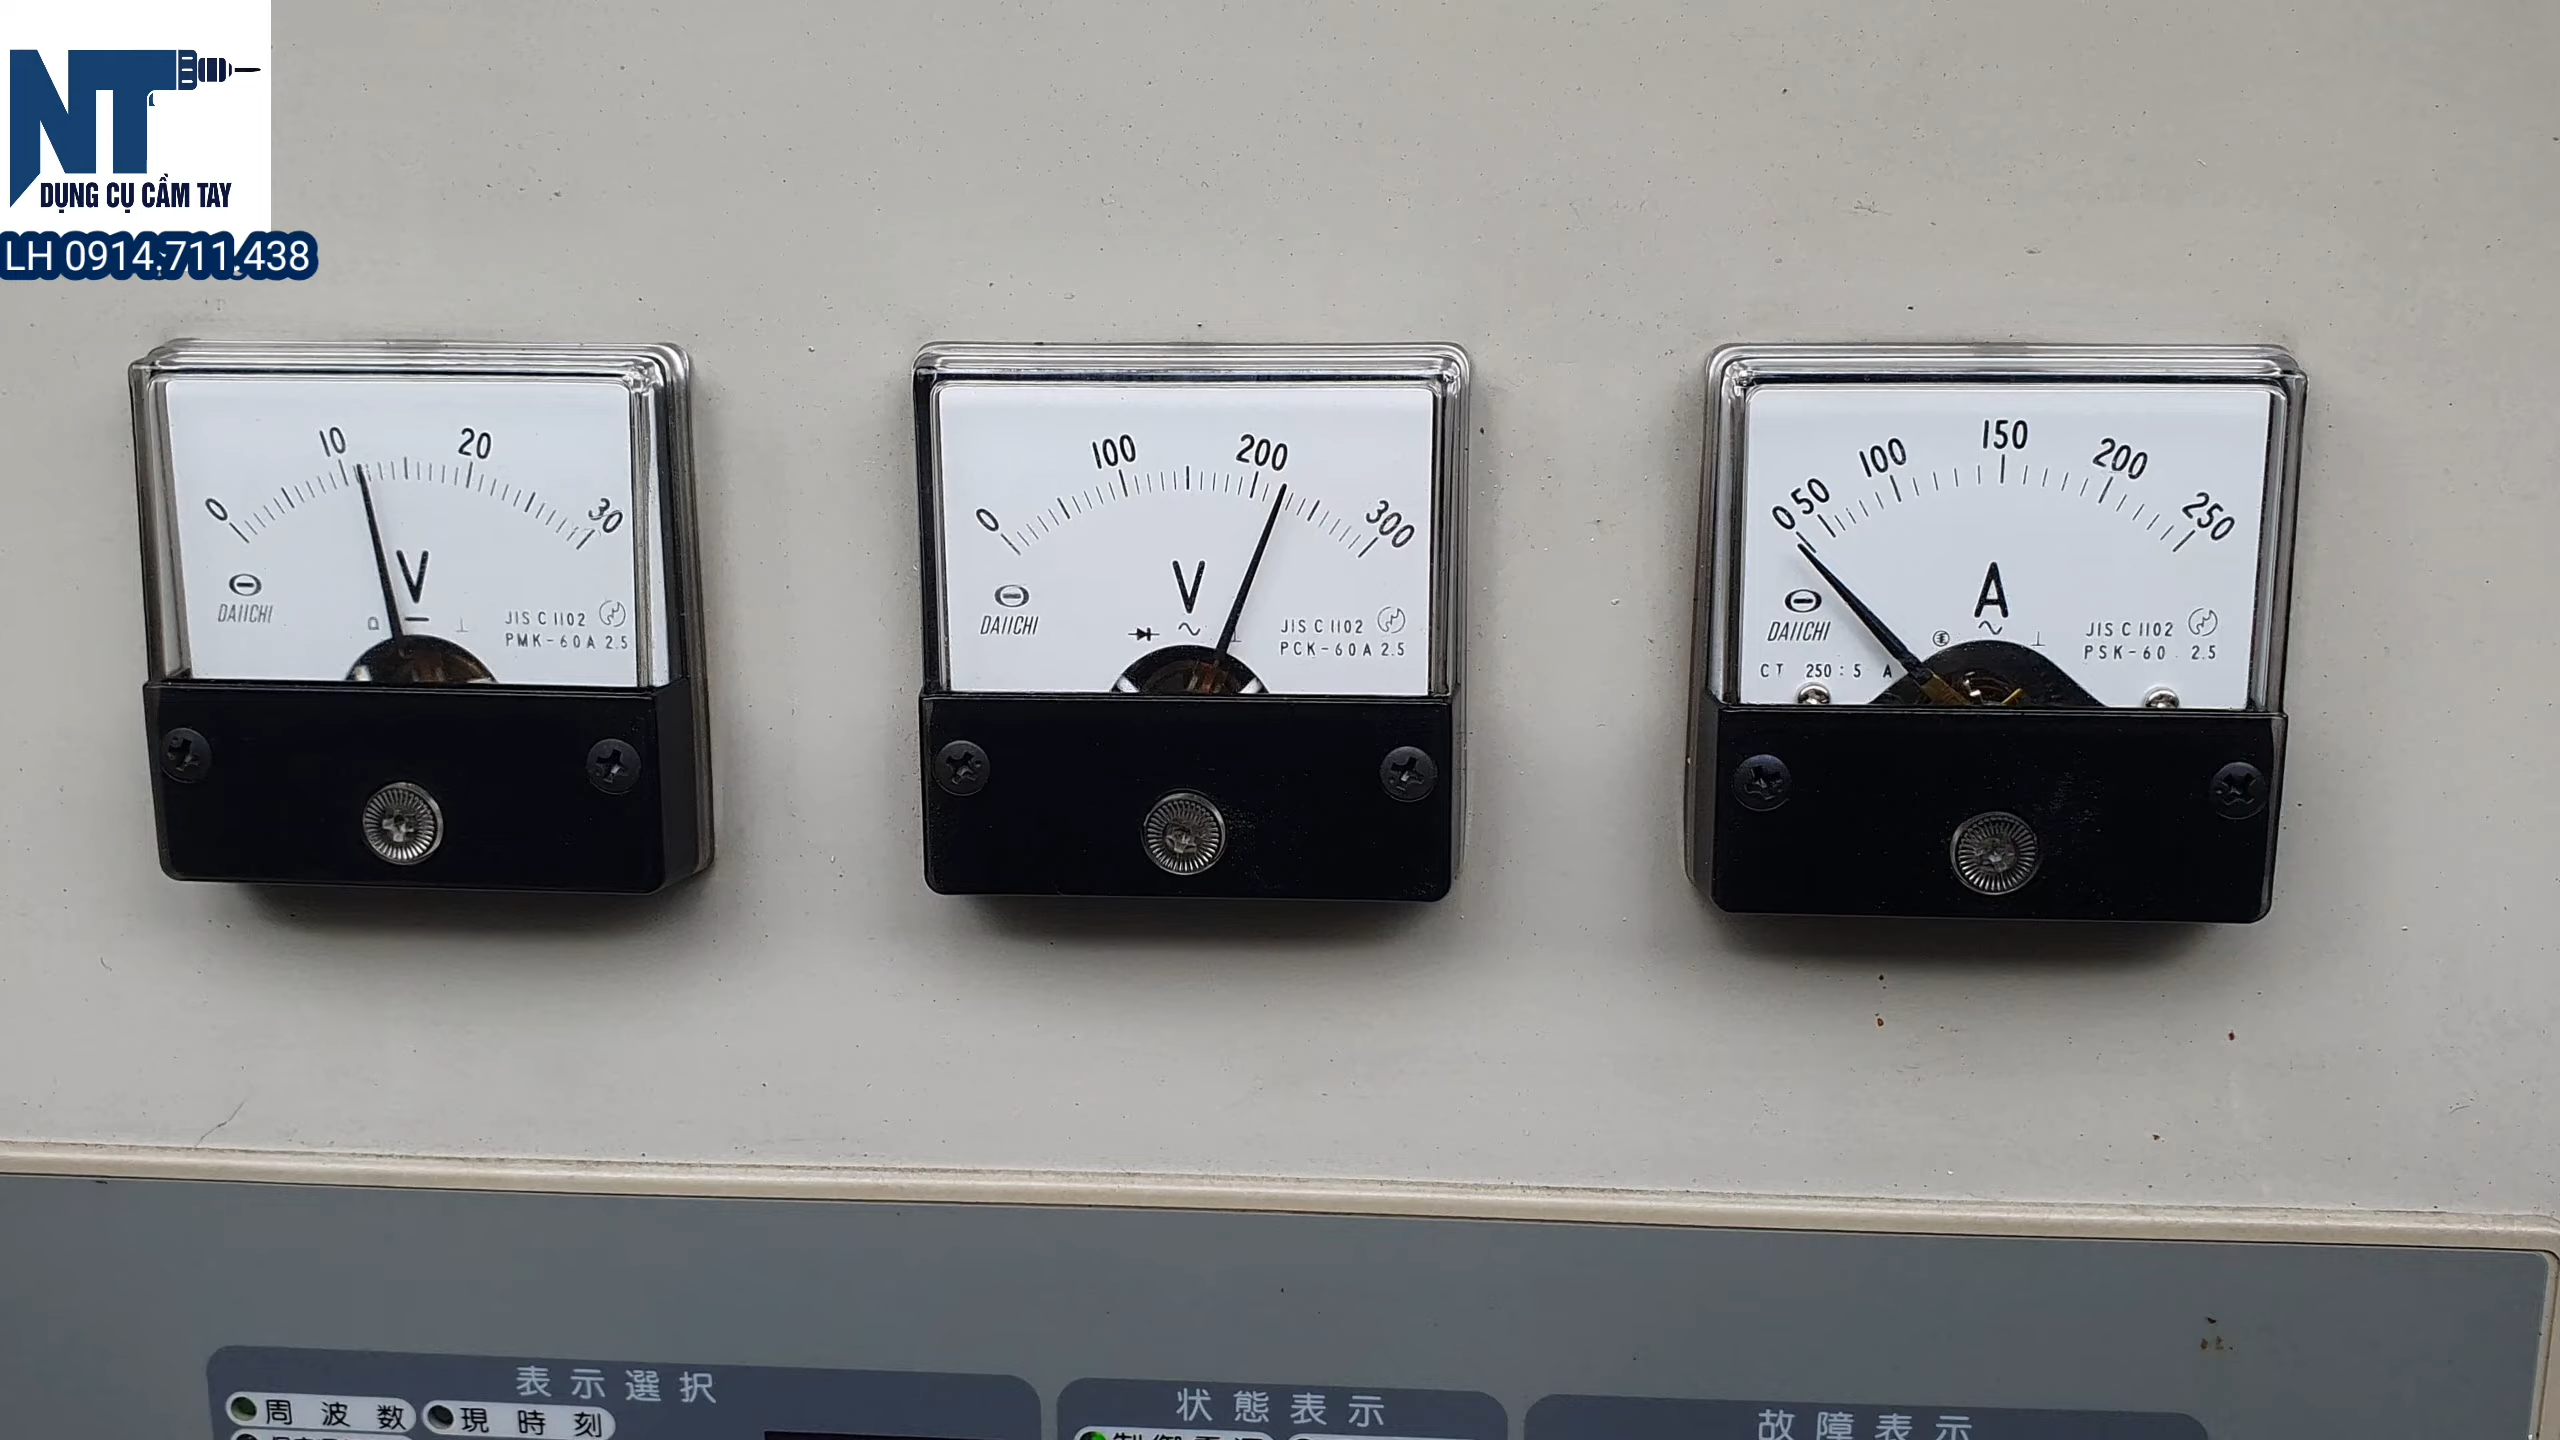 NT
DỤNG CỤ CẦM TAY
LH 0914.711.438
0 10 20 30
V
DAIICHI
JIS C 1102
PMK-60A 2.5
0 100 200 300
V
DAIICHI
JIS C 1102
PCK-60A 2.5
0 50 100 150 200 250
A
DAIICHI
JIS C 1102
PSK-60 2.5
CT 250:5 A
表示選択
周波数 現時刻
状態表示
故障表示